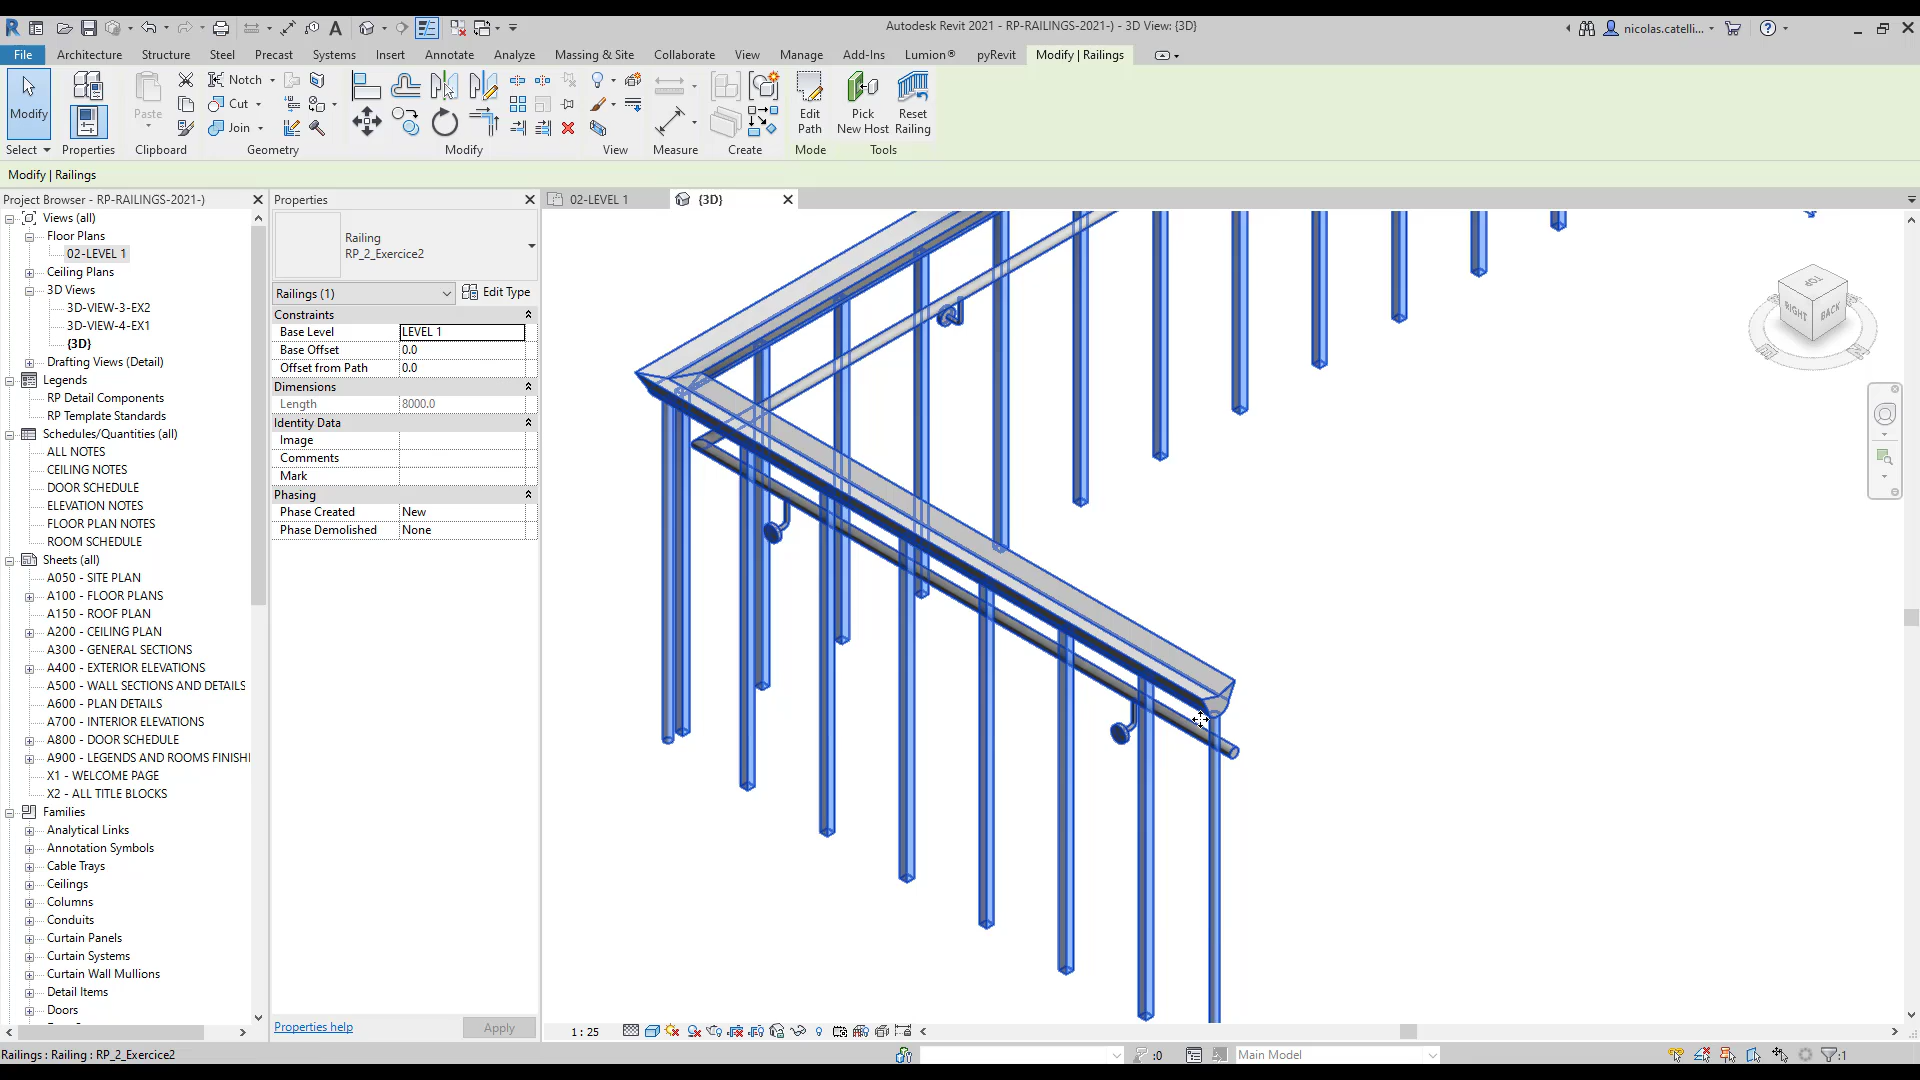 Autodesk Revit 2021 - RP-RAILINGS-2021-) - 3D View: {3D}
nicolas.catelli...
File Architecture Structure Steel Precast Systems Insert Annotate Analyze Massing & Site Collaborate View Manage Add-Ins Lumion® pyRevit Modify | Railings
Modify
Paste
Notch
Cut
Join
Edit Path
Pick New Host
Reset Railing
Select Properties Clipboard Geometry Modify View Measure Create Mode Tools
Modify | Railings
Project Browser - RP-RAILINGS-2021-)
Views (all)
Floor Plans
02-LEVEL 1
Ceiling Plans
3D Views
3D-VIEW-3-EX2
3D-VIEW-4-EX1
{3D}
Drafting Views (Detail)
Legends
RP Detail Components
RP Template Standards
Schedules/Quantities (all)
ALL NOTES
CEILING NOTES
DOOR SCHEDULE
ELEVATION NOTES
FLOOR PLAN NOTES
ROOM SCHEDULE
Sheets (all)
A050 - SITE PLAN
A100 - FLOOR PLANS
A150 - ROOF PLAN
A200 - CEILING PLAN
A300 - GENERAL SECTIONS
A400 - EXTERIOR ELEVATIONS
A500 - WALL SECTIONS AND DETAILS
A600 - PLAN DETAILS
A700 - INTERIOR ELEVATIONS
A800 - DOOR SCHEDULE
A900 - LEGENDS AND ROOMS FINISHI
X1 - WELCOME PAGE
X2 - ALL TITLE BLOCKS
Families
Analytical Links
Annotation Symbols
Cable Trays
Ceilings
Columns
Conduits
Curtain Panels
Curtain Systems
Curtain Wall Mullions
Detail Items
Doors
Properties
Railing
RP_2_Exercice2
Railings (1)
Edit Type
Constraints
Base Level LEVEL 1
Base Offset 0.0
Offset from Path 0.0
Dimensions
Length 8000.0
Identity Data
Image
Comments
Mark
Phasing
Phase Created New
Phase Demolished None
Properties help
Apply
02-LEVEL 1
{3D}
TOP
RIGHT
BACK
1 : 25
Railings : Railing : RP_2_Exercice2
:0
Main Model
:1